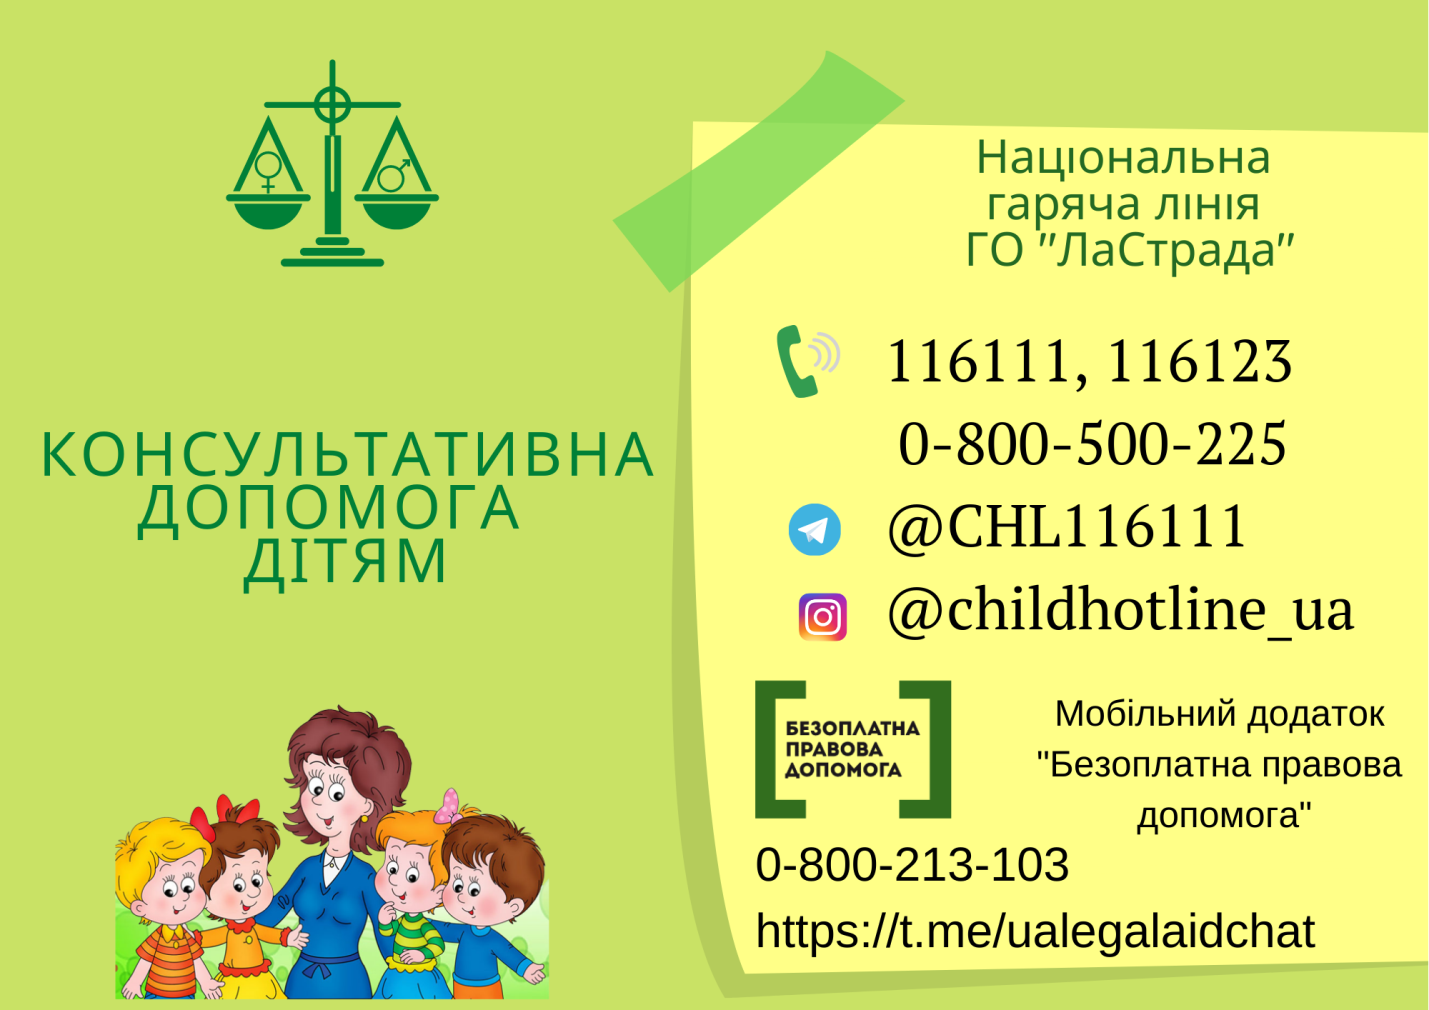 КОНСУЛЬТАТИВНА
ДОПОМОГА
ДІТЯМ
Національна
гаряча лінія
ГО "ЛаСтрада"
116111, 116123
0-800-500-225
@CHL116111
@childhotline_ua
БЕЗОПЛАТНА
ПРАВОВА
ДОПОМОГА
Мобільний додаток
"Безоплатна правова
допомога"
0-800-213-103
https://t.me/ualegalaidchat